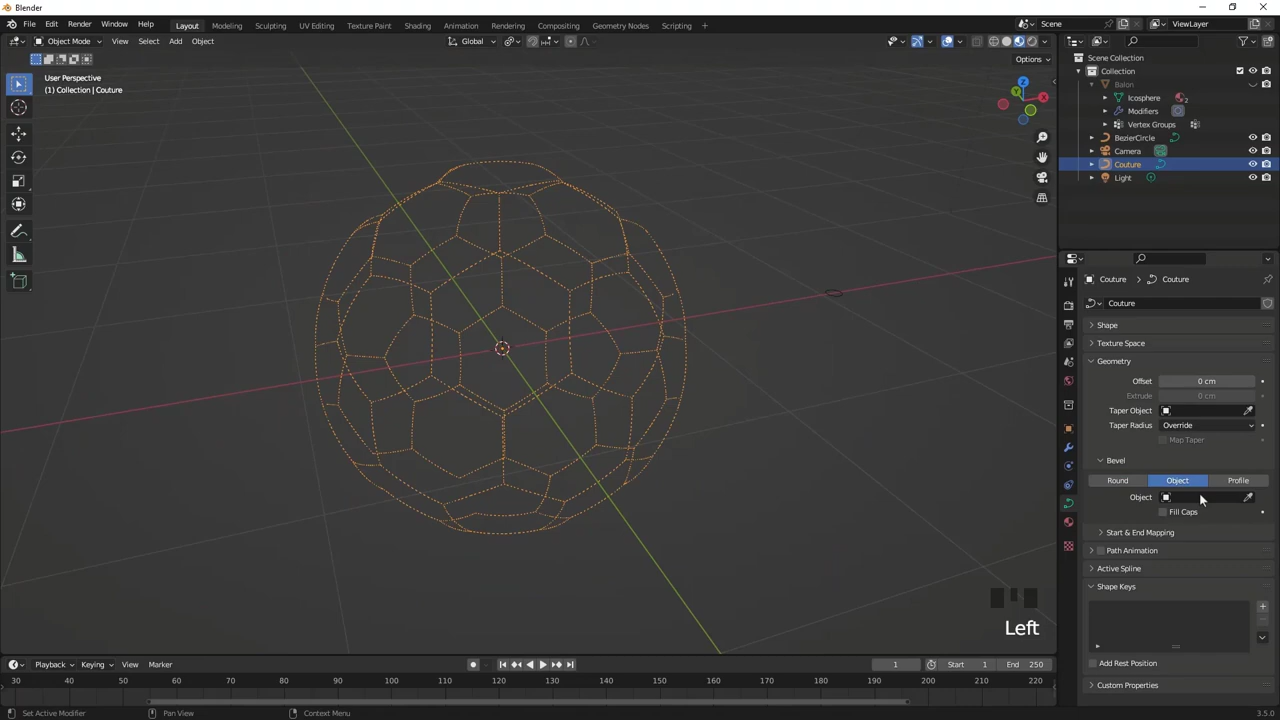 Blender
File Edit Render Window Help Layout Modeling Sculpting UV Editing Texture Paint Shading Animation Rendering Compositing Geometry Nodes Scripting + Scene ViewLayer
Object Mode View Select Add Object Global
Options
User Perspective
(1) Collection | Couture
Scene Collection
Collection
Balon
Icosphere 2
Modifiers
Vertex Groups
BezierCircle
Camera
Couture
Light
Z
Y
X
Couture Couture
Couture
Shape
Texture Space
Geometry
Offset 0 cm
Extrude 0 cm
Taper Object
Taper Radius Override
Map Taper
Bevel
Round Object Profile
Object
Fill Caps
Start & End Mapping
Path Animation
Active Spline
Shape Keys
Add Rest Position
Custom Properties
Left
Playback Keying View Marker 1 Start 1 End 250
30 40 50 60 70 80 90 100 110 120 130 140 150 160 170 180 190 200 210 220
Set Active Modifier Pan View Context Menu 3.5.0